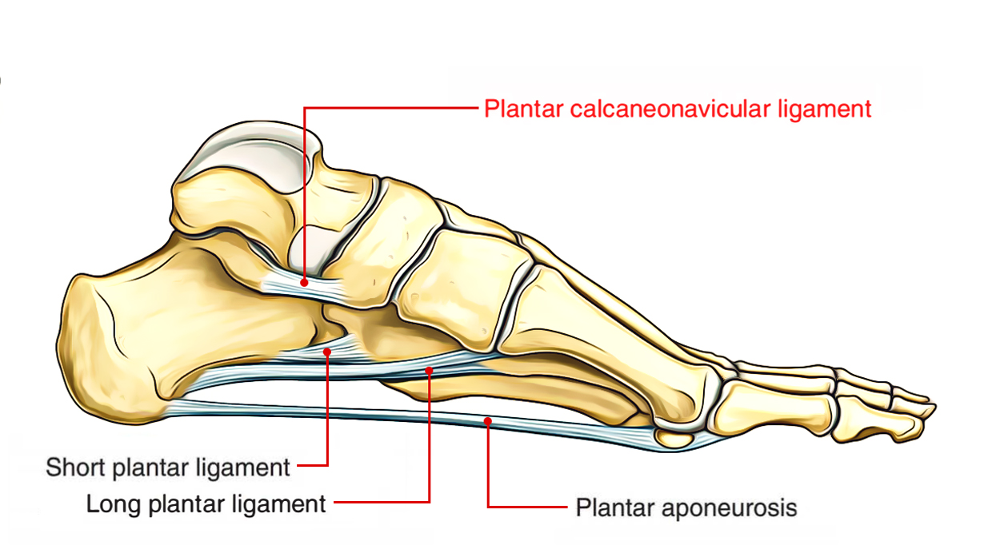 Plantar calcaneonavicular ligament
Short plantar ligament
Long plantar ligament
Plantar aponeurosis